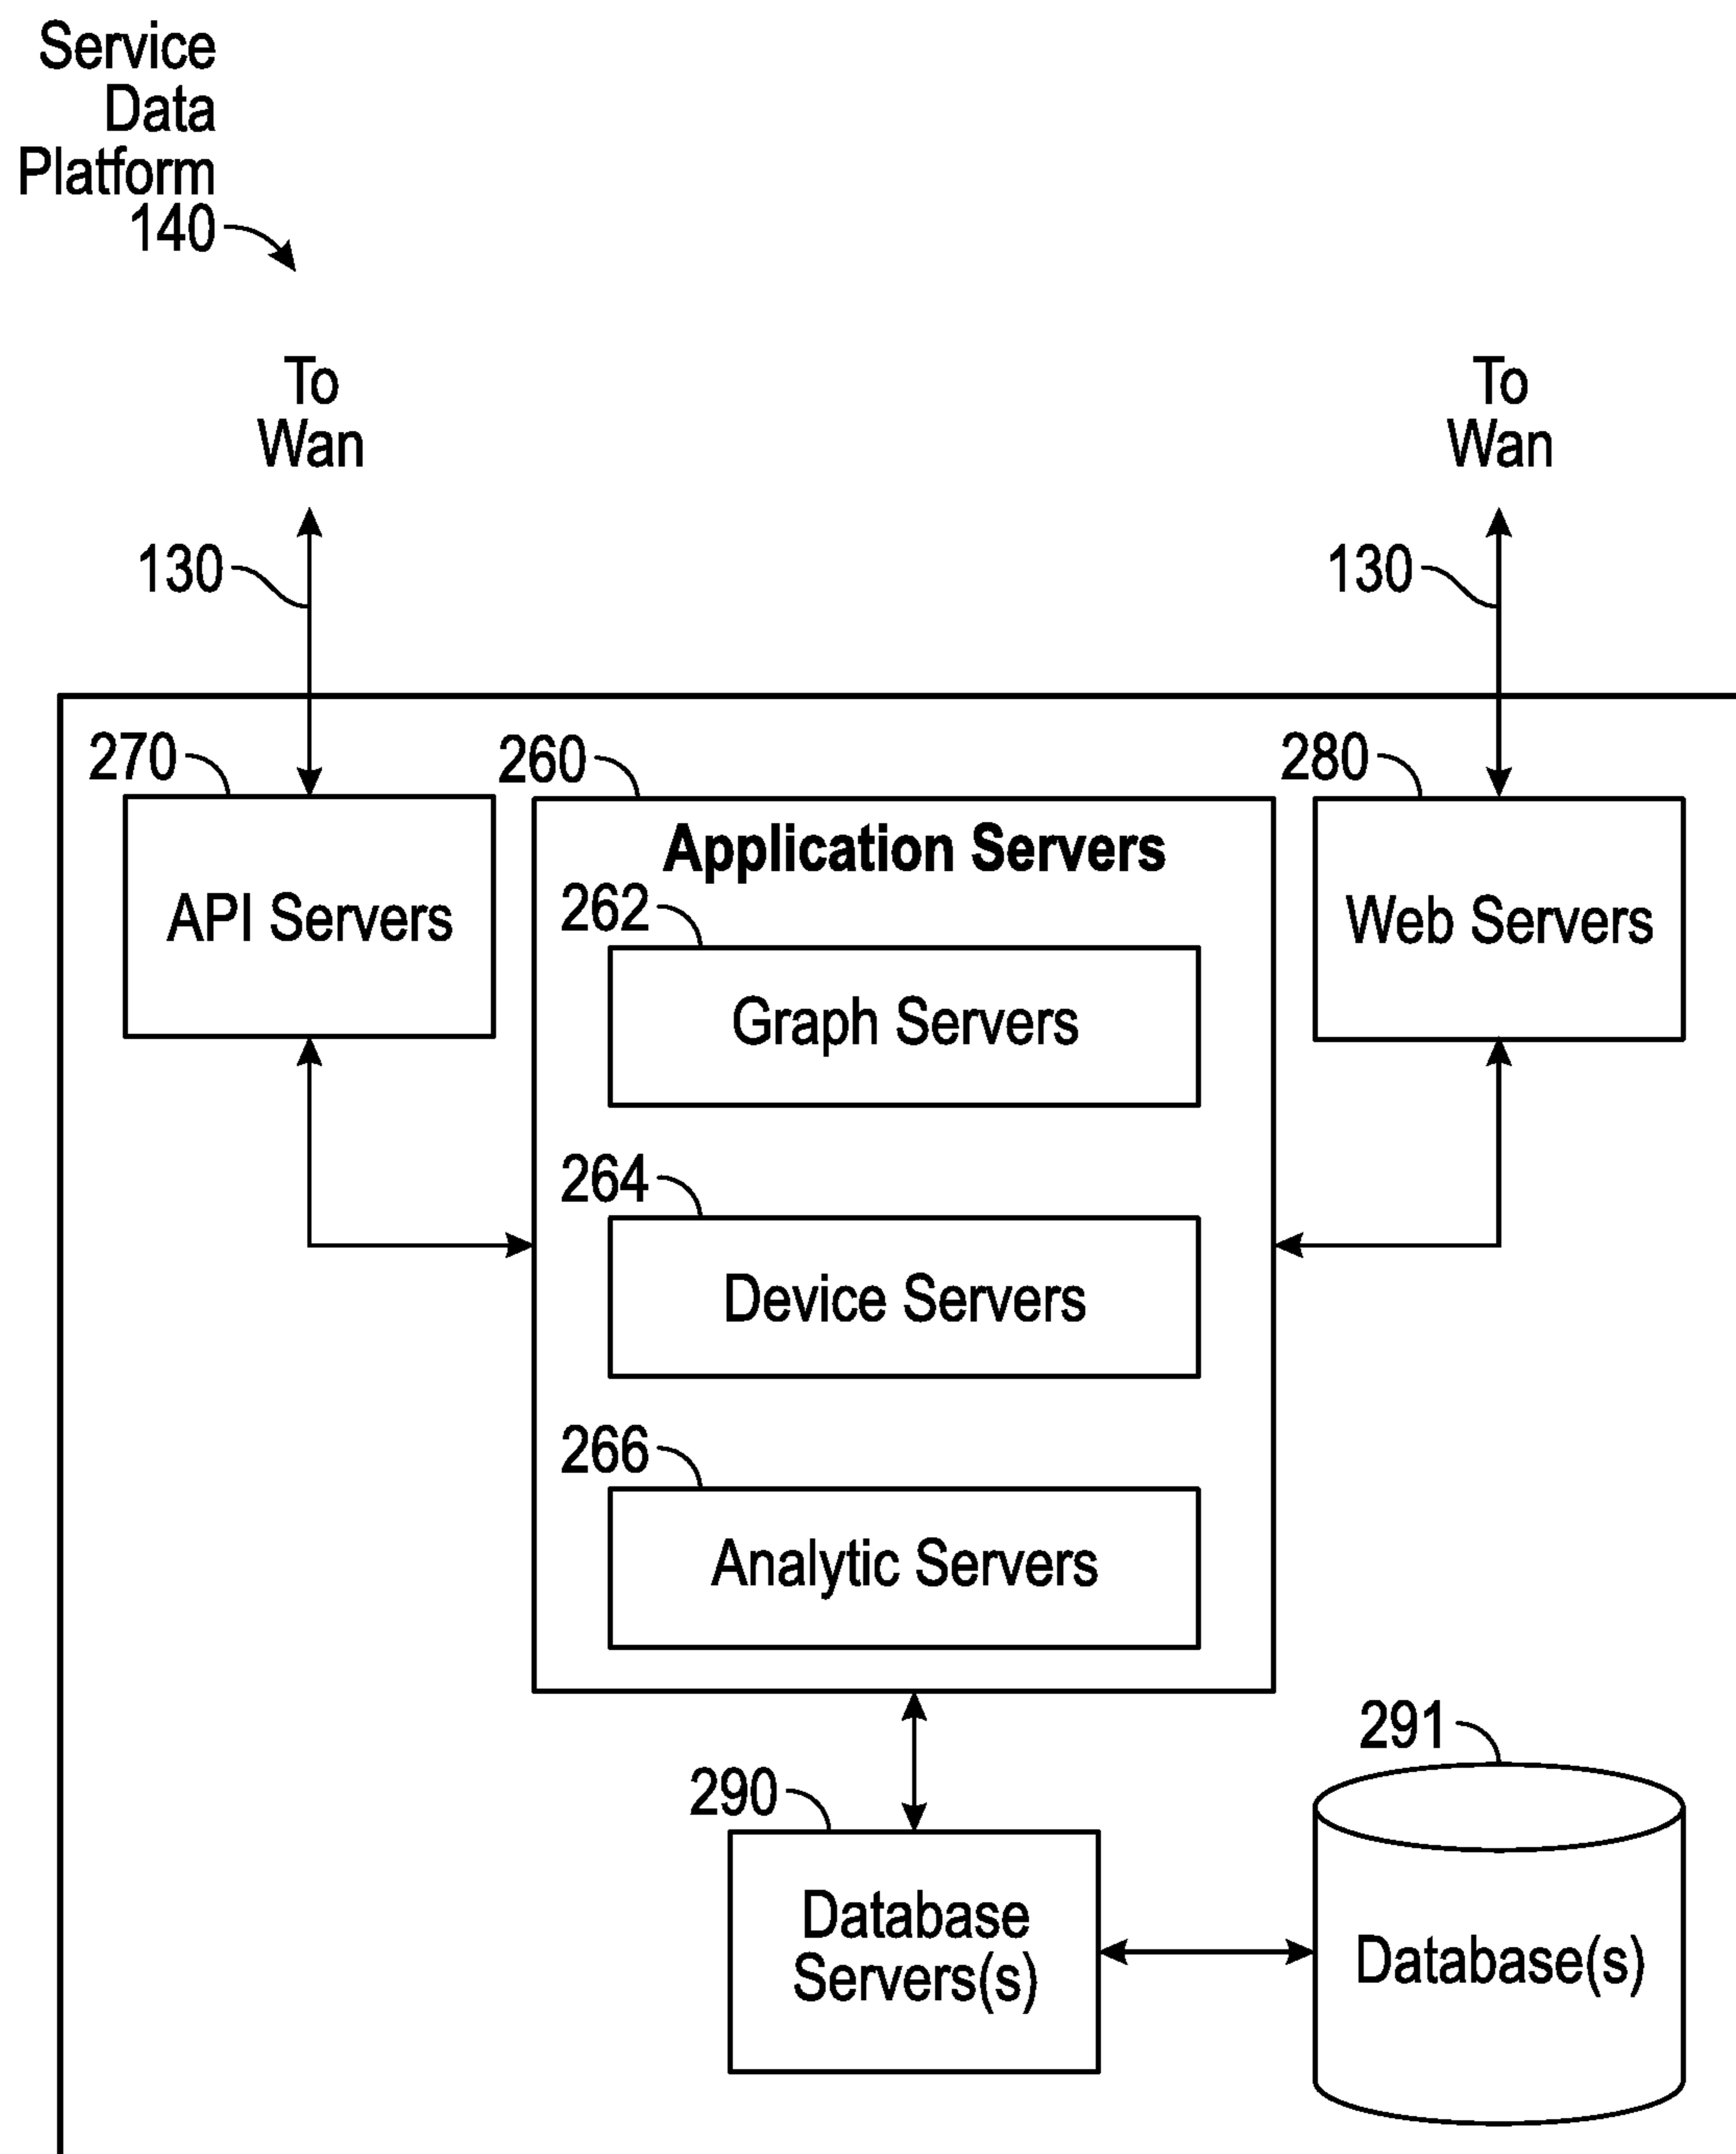 Service
Data
Platform
140
To
Wan
To
Wan
130
130
270
260
280
API Servers
Application Servers
Web Servers
262
Graph Servers
264
Device Servers
266
Analytic Servers
290
291
Database
Servers(s)
Database(s)